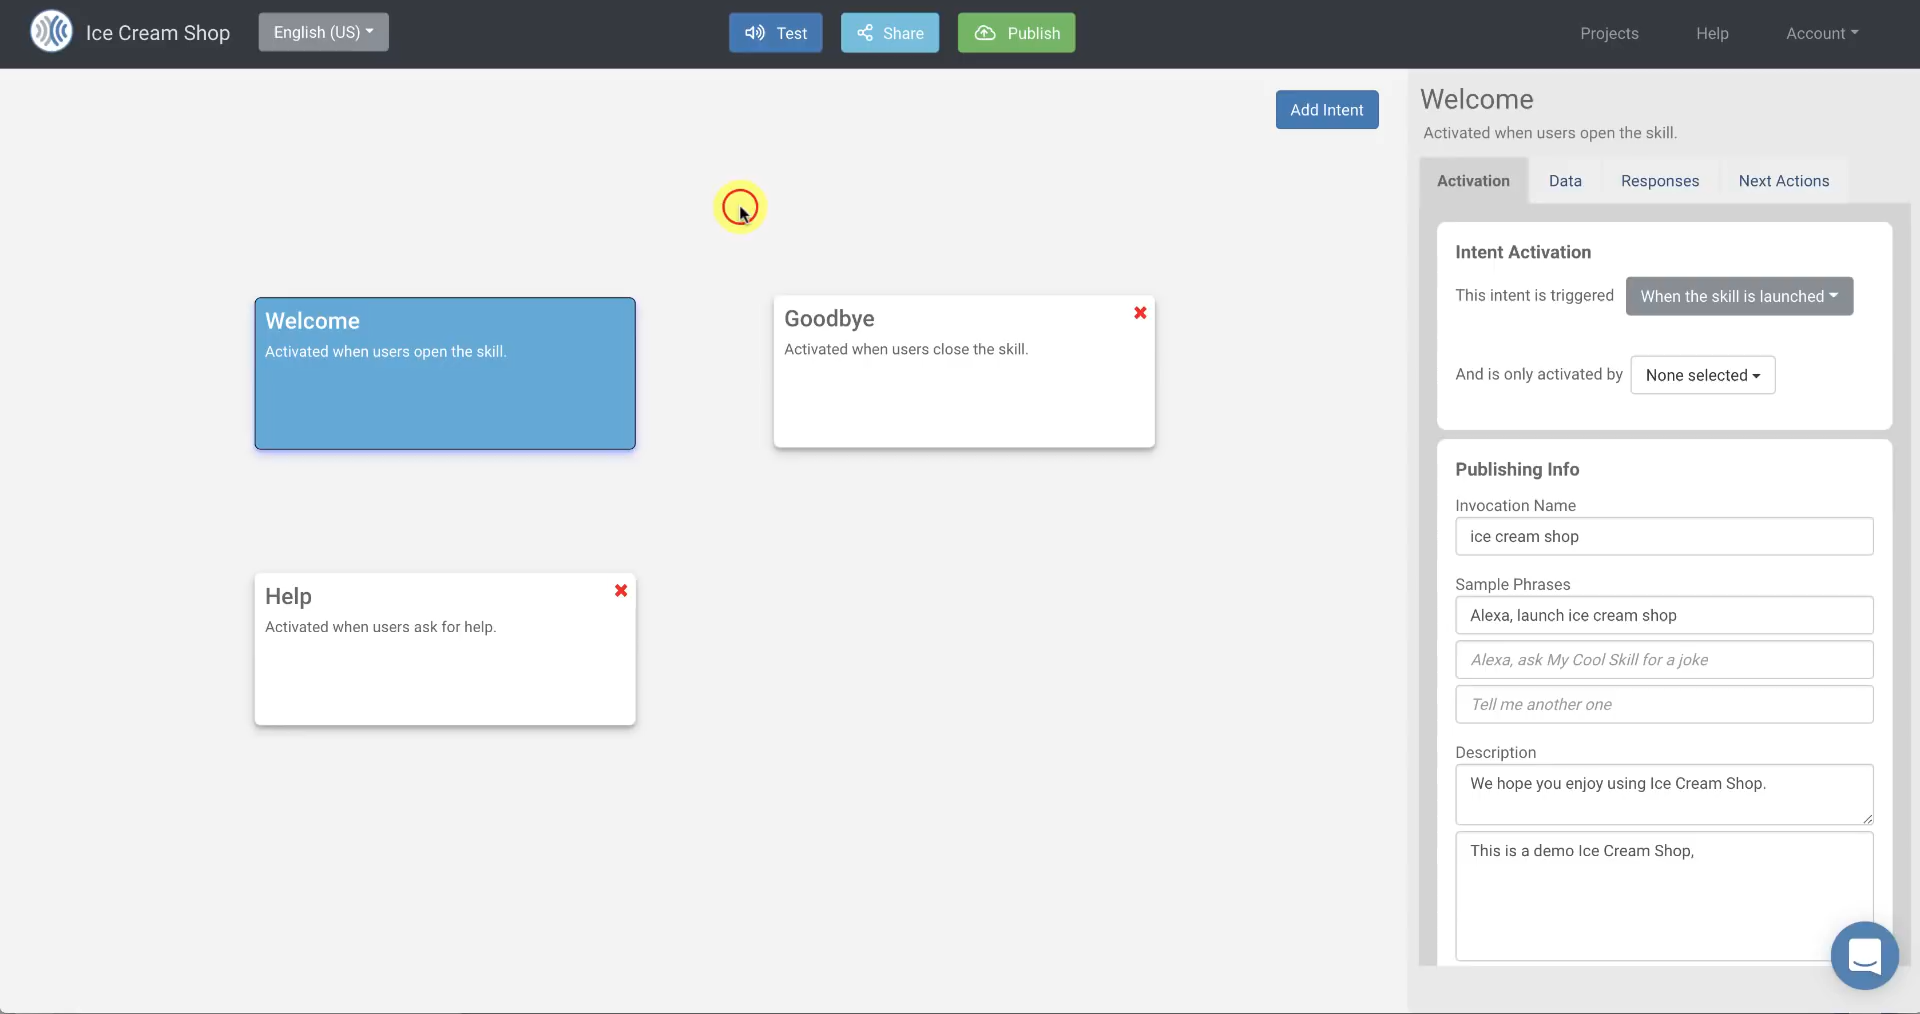 Ice Cream Shop
English (US)
Test
Share
Publish
Projects
Help
Account
Add Intent
Welcome
Activated when users open the skill.
Goodbye
Activated when users close the skill.
Help
Activated when users ask for help.
Welcome
Activated when users open the skill.
Activation
Data
Responses
Next Actions
Intent Activation
This intent is triggered
When the skill is launched
And is only activated by
None selected
Publishing Info
Invocation Name
ice cream shop
Sample Phrases
Alexa, launch ice cream shop
Alexa, ask My Cool Skill for a joke
Tell me another one
Description
We hope you enjoy using Ice Cream Shop.
This is a demo Ice Cream Shop,